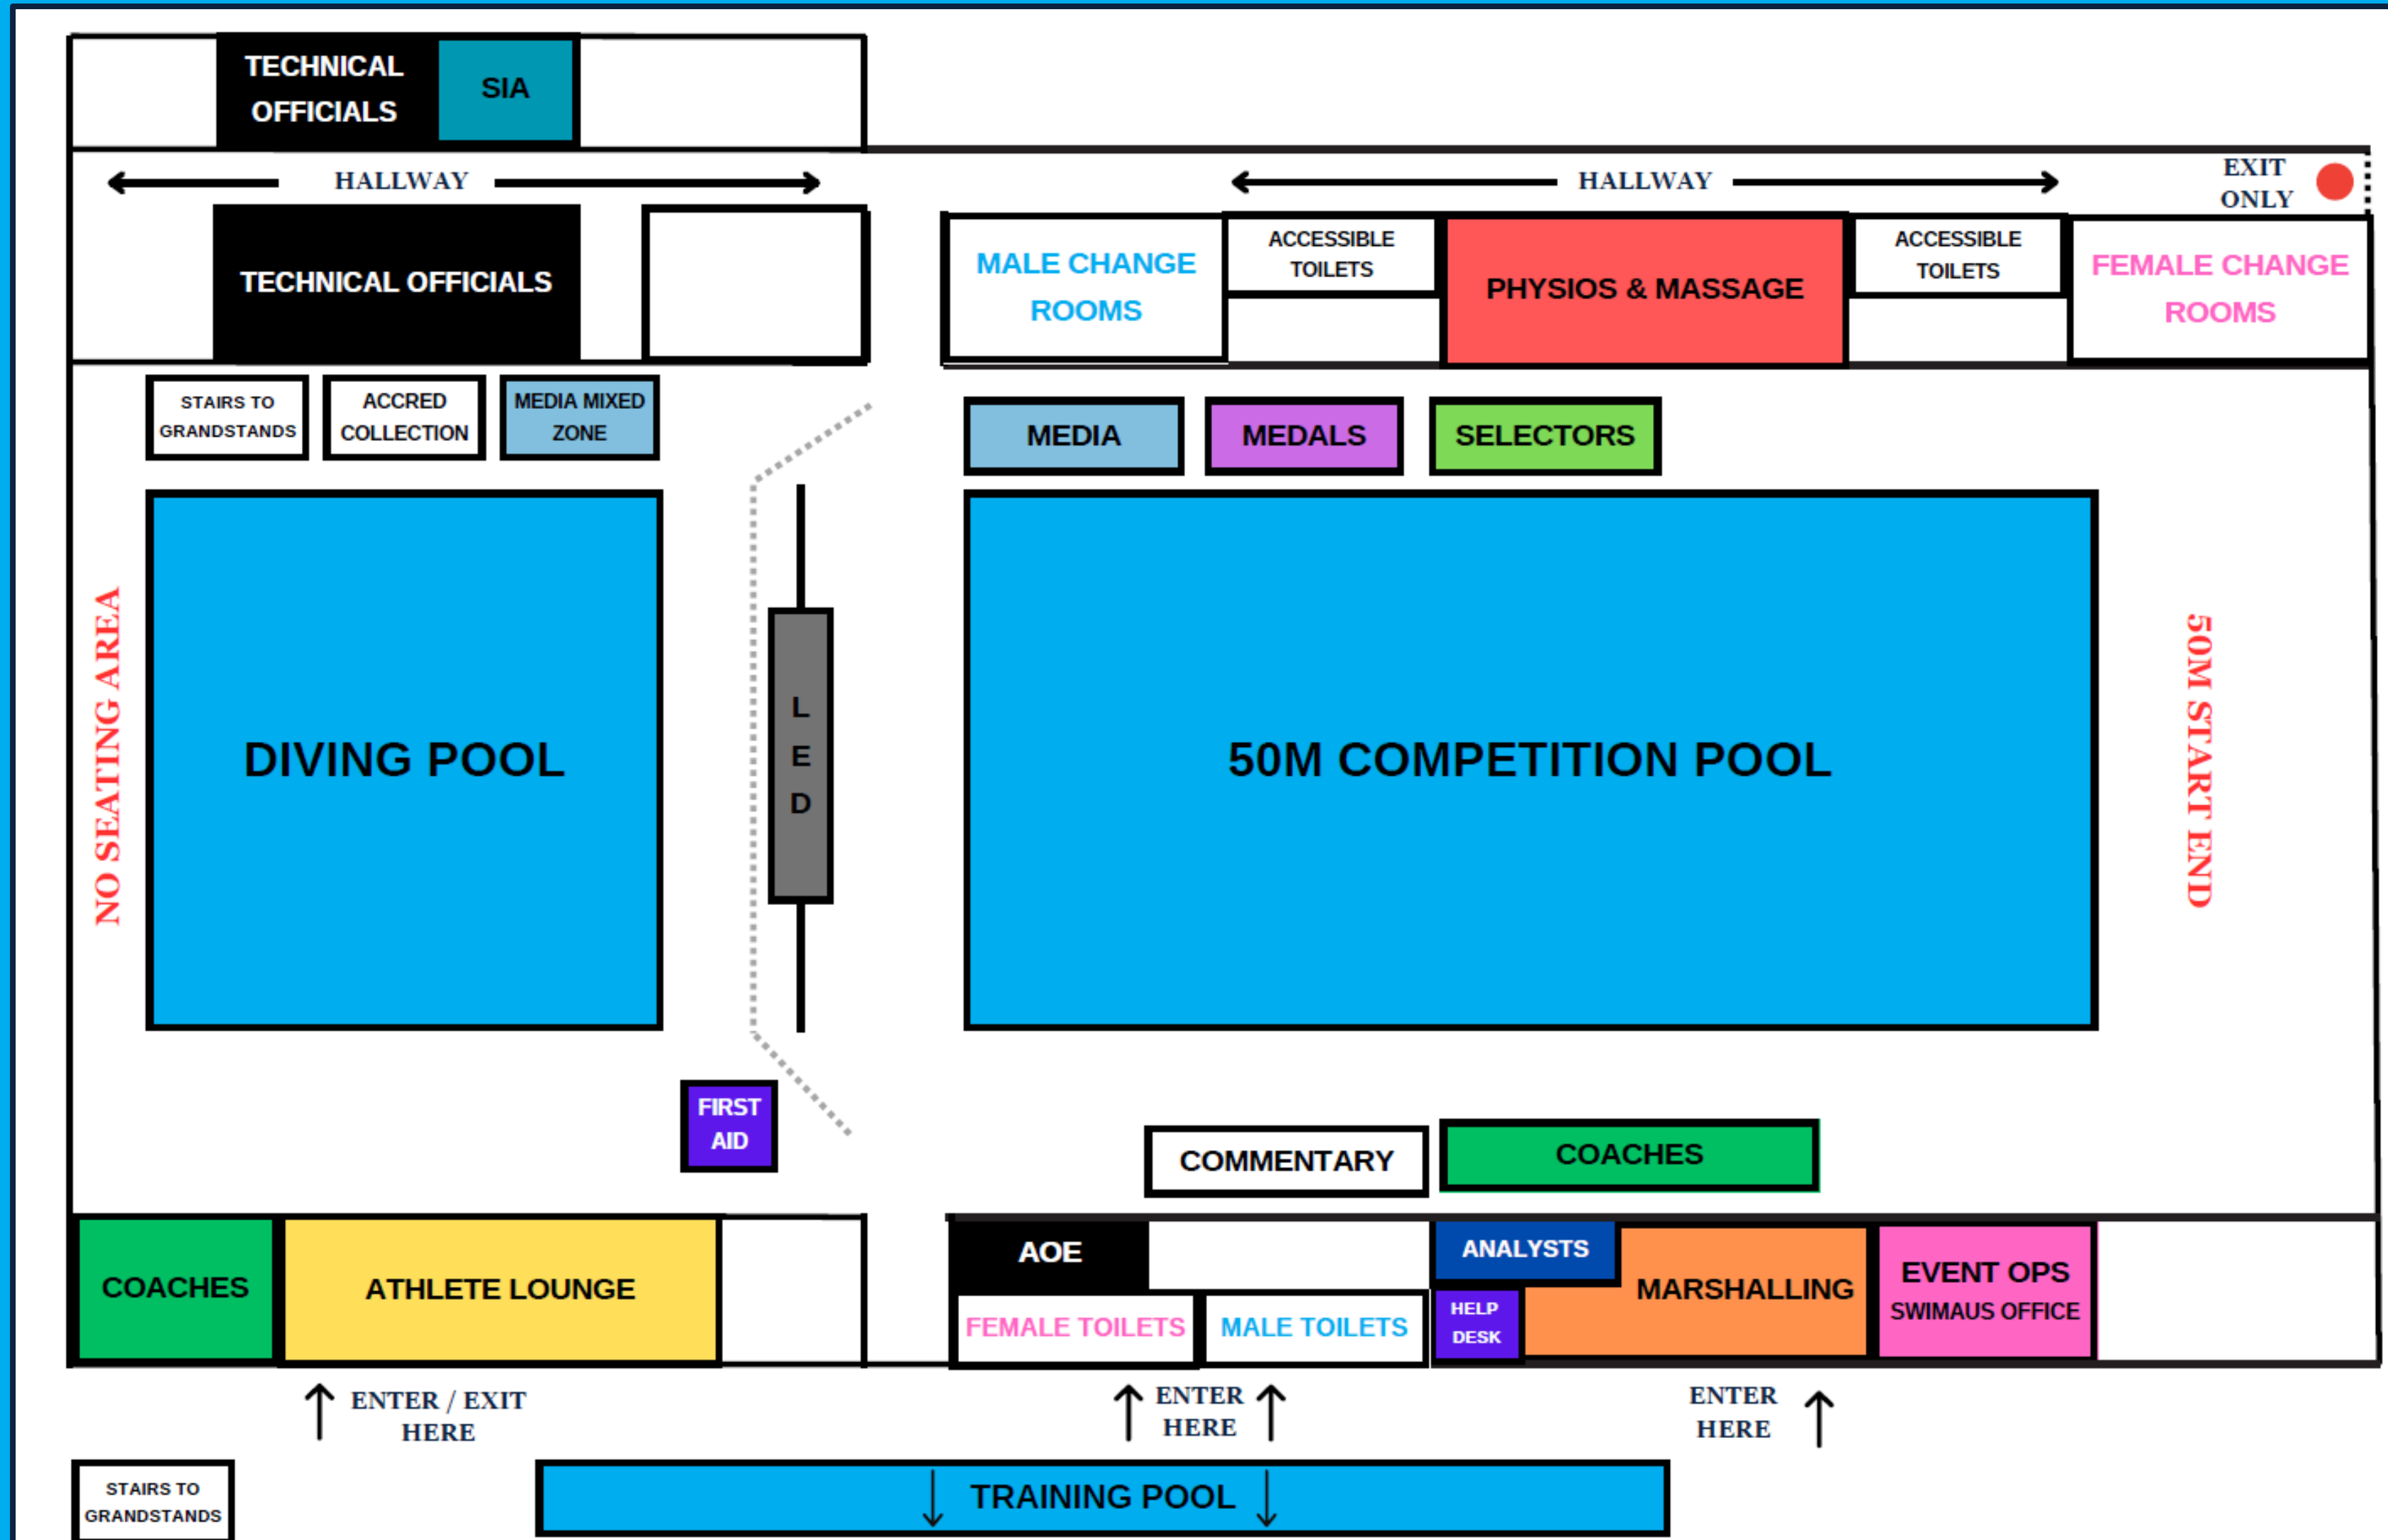 TECHNICAL
OFFICIALS
SIA
HALLWAY
HALLWAY
EXIT
ONLY
TECHNICAL OFFICIALS
MALE CHANGE
ROOMS
ACCESSIBLE
TOILETS
PHYSIOS & MASSAGE
ACCESSIBLE
TOILETS
FEMALE CHANGE
ROOMS
STAIRS TO
GRANDSTANDS
ACCRED
COLLECTION
MEDIA MIXED
ZONE
MEDIA
MEDALS
SELECTORS
NO SEATING AREA
DIVING POOL
L
E
D
50M COMPETITION POOL
50M START END
FIRST
AID
COMMENTARY
COACHES
COACHES
ATHLETE LOUNGE
AOE
FEMALE TOILETS
MALE TOILETS
ANALYSTS
HELP
DESK
MARSHALLING
EVENT OPS
SWIMAUS OFFICE
ENTER / EXIT
HERE
ENTER
HERE
ENTER
HERE
STAIRS TO
GRANDSTANDS
TRAINING POOL